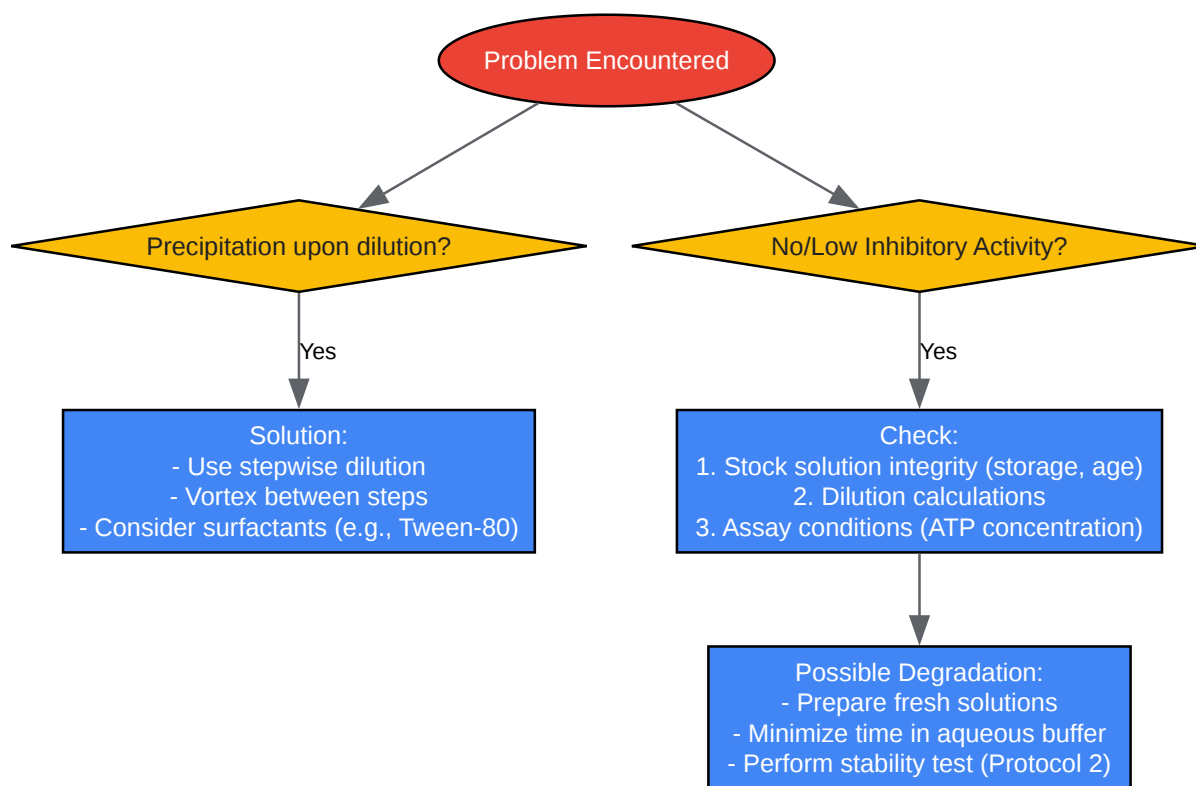 Problem Encountered
Precipitation upon dilution?
No/Low Inhibitory Activity?
Yes
Yes
Solution:
- Use stepwise dilution
- Vortex between steps
- Consider surfactants (e.g., Tween-80)
Check:
1. Stock solution integrity (storage, age)
2. Dilution calculations
3. Assay conditions (ATP concentration)
Possible Degradation:
- Prepare fresh solutions
- Minimize time in aqueous buffer
- Perform stability test (Protocol 2)